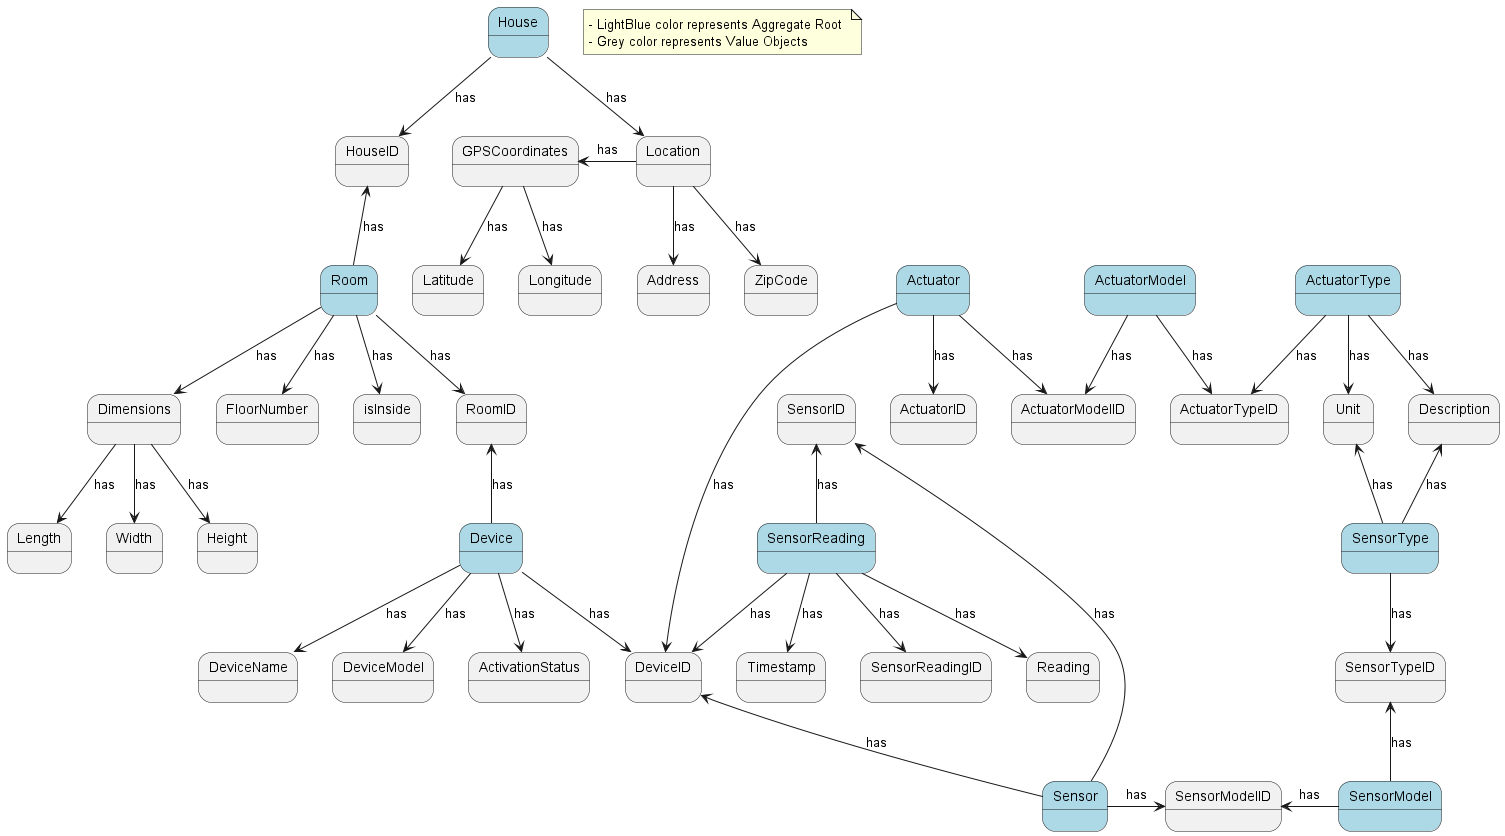 House
- LightBlue color represents Aggregate Root
- Grey color represents Value Objects
has
has
HouseID
GPSCoordinates
has
Location
has
has
has
has
has
Room
Latitude
Longitude
Address
ZipCode
Actuator
ActuatorModel
ActuatorType
has
has
has
has
has
has
has
has
has
has
has
Dimensions
FloorNumber
isInside
RoomID
SensorID
ActuatorID
ActuatorModelID
ActuatorTypeID
Unit
Description
has
has
has
has
has
has
has
has
Length
Width
Height
Device
SensorReading
SensorType
has
has
has
has
has
has
has
has
has
has
DeviceName
DeviceModel
ActivationStatus
DeviceID
Timestamp
SensorReadingID
Reading
SensorTypeID
has
has
Sensor
has
SensorModelID
has
SensorModel